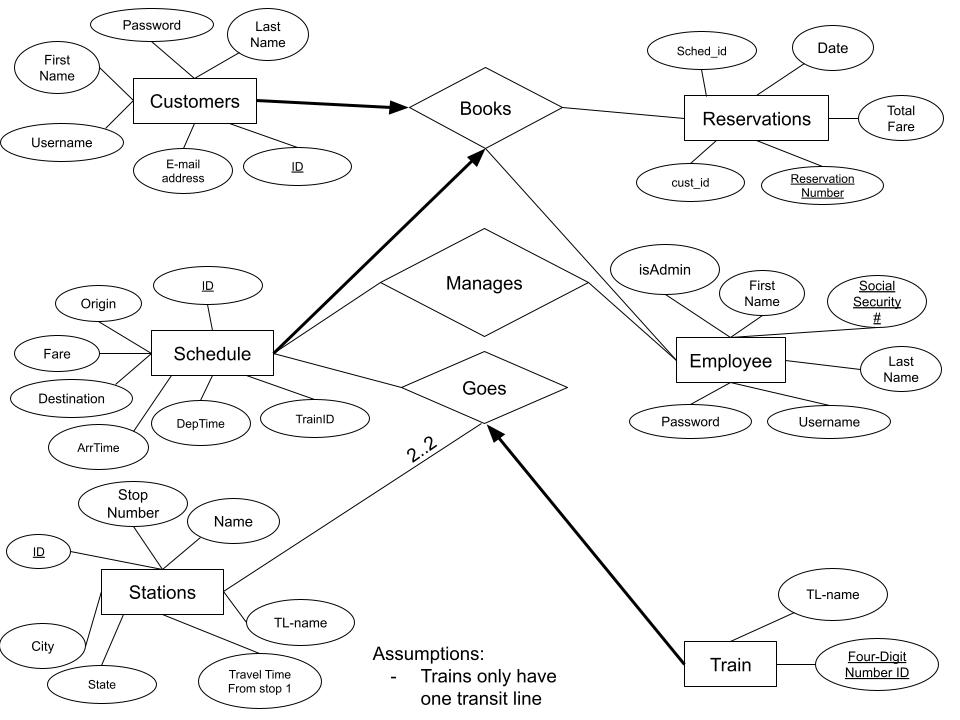 Password
Last
Name
First
Name
Customers
Username
E-mail
address
ID
Books
Sched_id
Date
Reservations
Total
Fare
cust_id
Reservation
Number
Manages
isAdmin
First
Name
Social
Security
#
Employee
Last
Name
Password
Username
ID
Origin
Fare
Schedule
Destination
ArrTime
DepTime
TrainID
Goes
2..2
Stop
Number
Name
ID
Stations
City
State
TL-name
Travel Time
From stop 1
Assumptions:
- Trains only have
one transit line
TL-name
Train
Four-Digit
Number ID